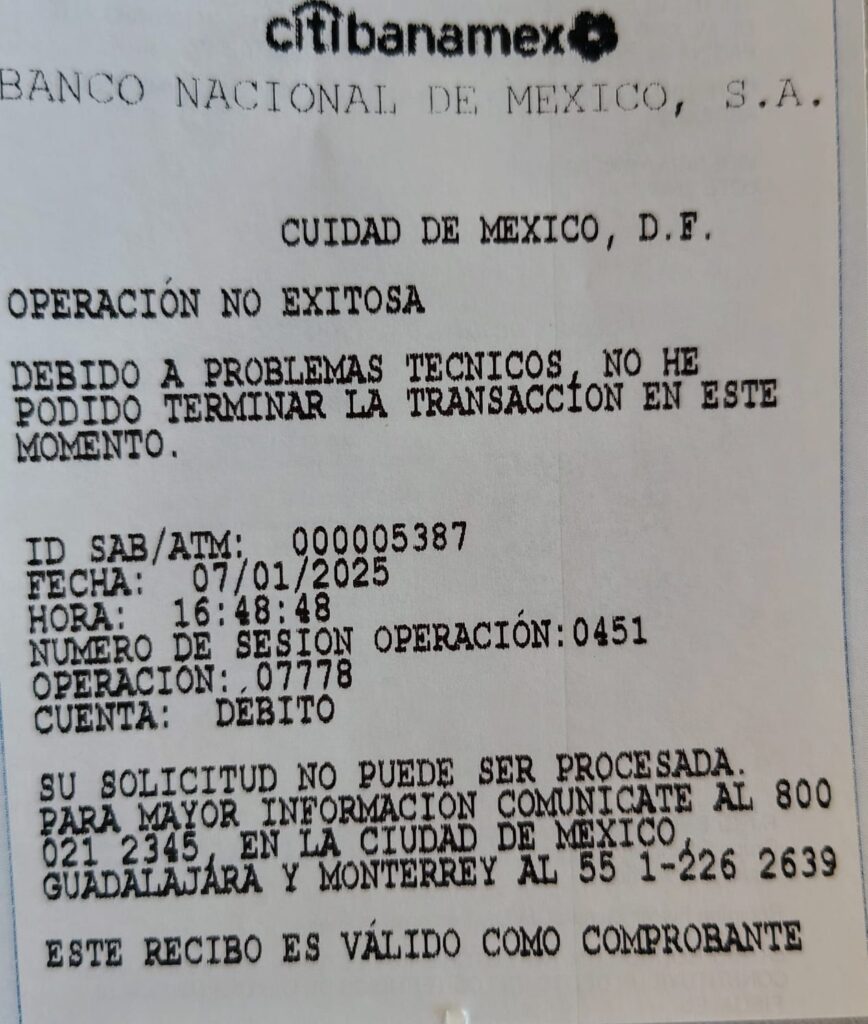 citibanamex
BANCO NACIONAL DE MEXICO, S.A.
CUIDAD DE MEXICO, D.F.
OPERACIÓN NO EXITOSA
DEBIDO A PROBLEMAS TECNICOS, NO HE
PODIDO TERMINAR LA TRANSACCIÓN EN ESTE
MOMENTO.
ID SAB/ATM: 000005387
FECHA: 07/01/2025
HORA: 16:48:48
NUMERO DE SESION OPERACIÓN:0451
OPERACION: 07778
CUENTA: DÉBITO
SU SOLICITUD NO PUEDE SER PROCESADA.
PARA MAYOR INFORMACIÓN COMUNICATE AL 800
021 2345, EN LA CIUDAD DE MEXICO,
GUADALAJARA Y MONTERREY AL 55 1-226 2639
ESTE RECIBO ES VÁLIDO COMO COMPROBANTE